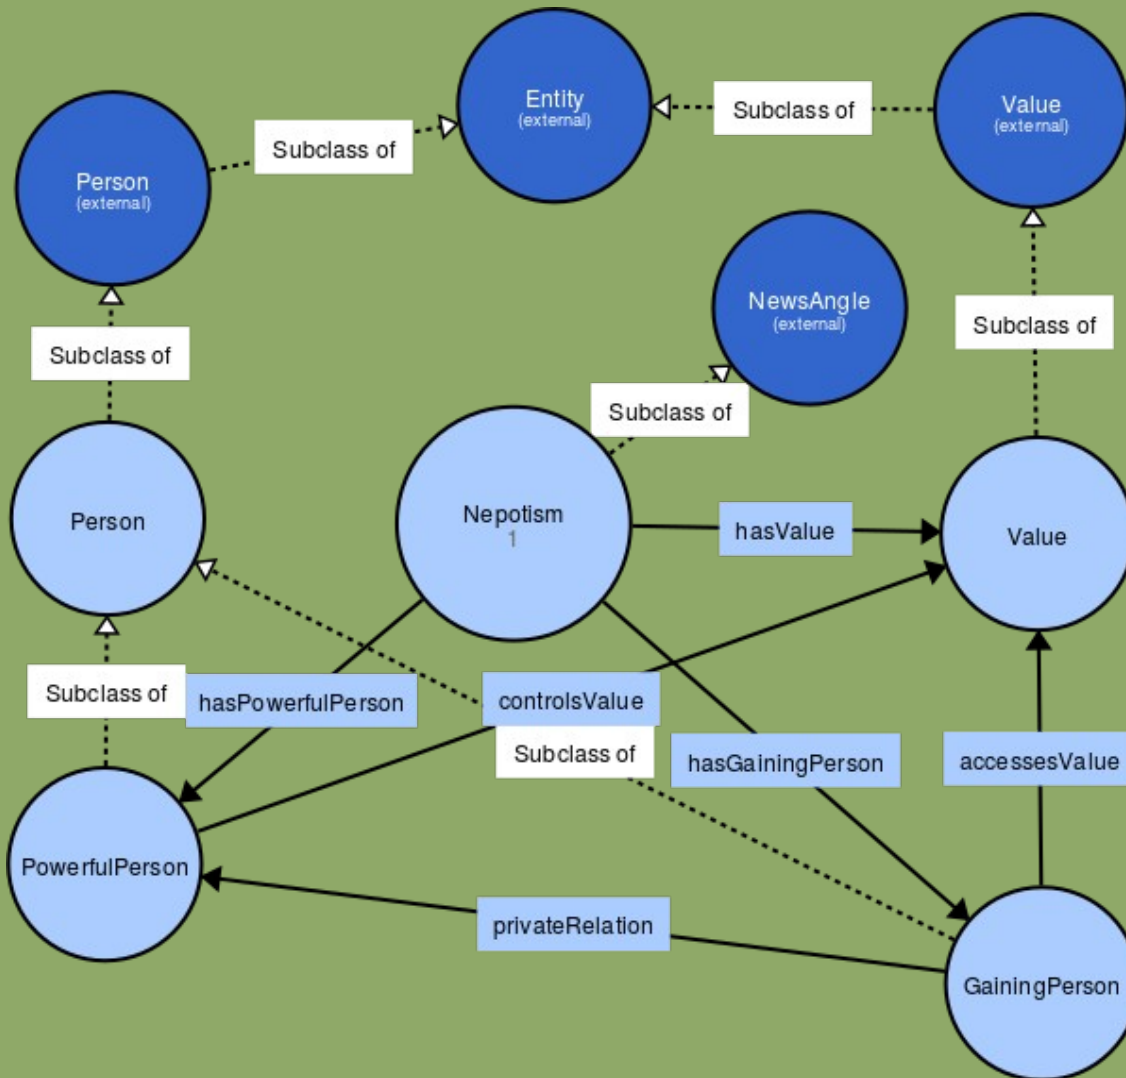 Entity
(external)
Subclass of
Value
(external)
Subclass of
Person
(external)
NewsAngle
(external)
Subclass of
Subclass of
Subclass of
Nepotism
1
Person
hasValue
Value
Subclass of
hasPowerfulPerson
controlsValue
Subclass of
hasGainingPerson
accessesValue
PowerfulPerson
privateRelation
GainingPerson